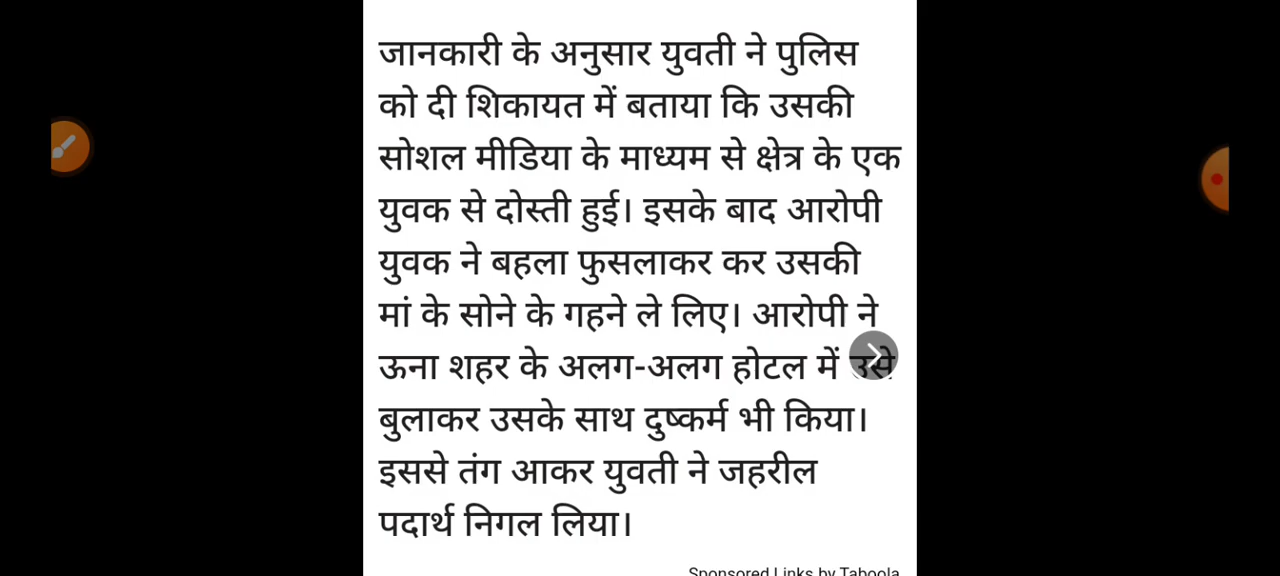 जानकारी के अनुसार युवती ने पुलिस
को दी शिकायत में बताया कि उसकी
सोशल मीडिया के माध्यम से क्षेत्र के एक
युवक से दोस्ती हुई। इसके बाद आरोपी
युवक ने बहला फुसलाकर कर उसकी
मां के सोने के गहने ले लिए। आरोपी ने
ऊना शहर के अलग-अलग होटल में उसे
बुलाकर उसके साथ दुष्कर्म भी किया।
इससे तंग आकर युवती ने जहरील
पदार्थ निगल लिया।
Sponsored Links by Taboola